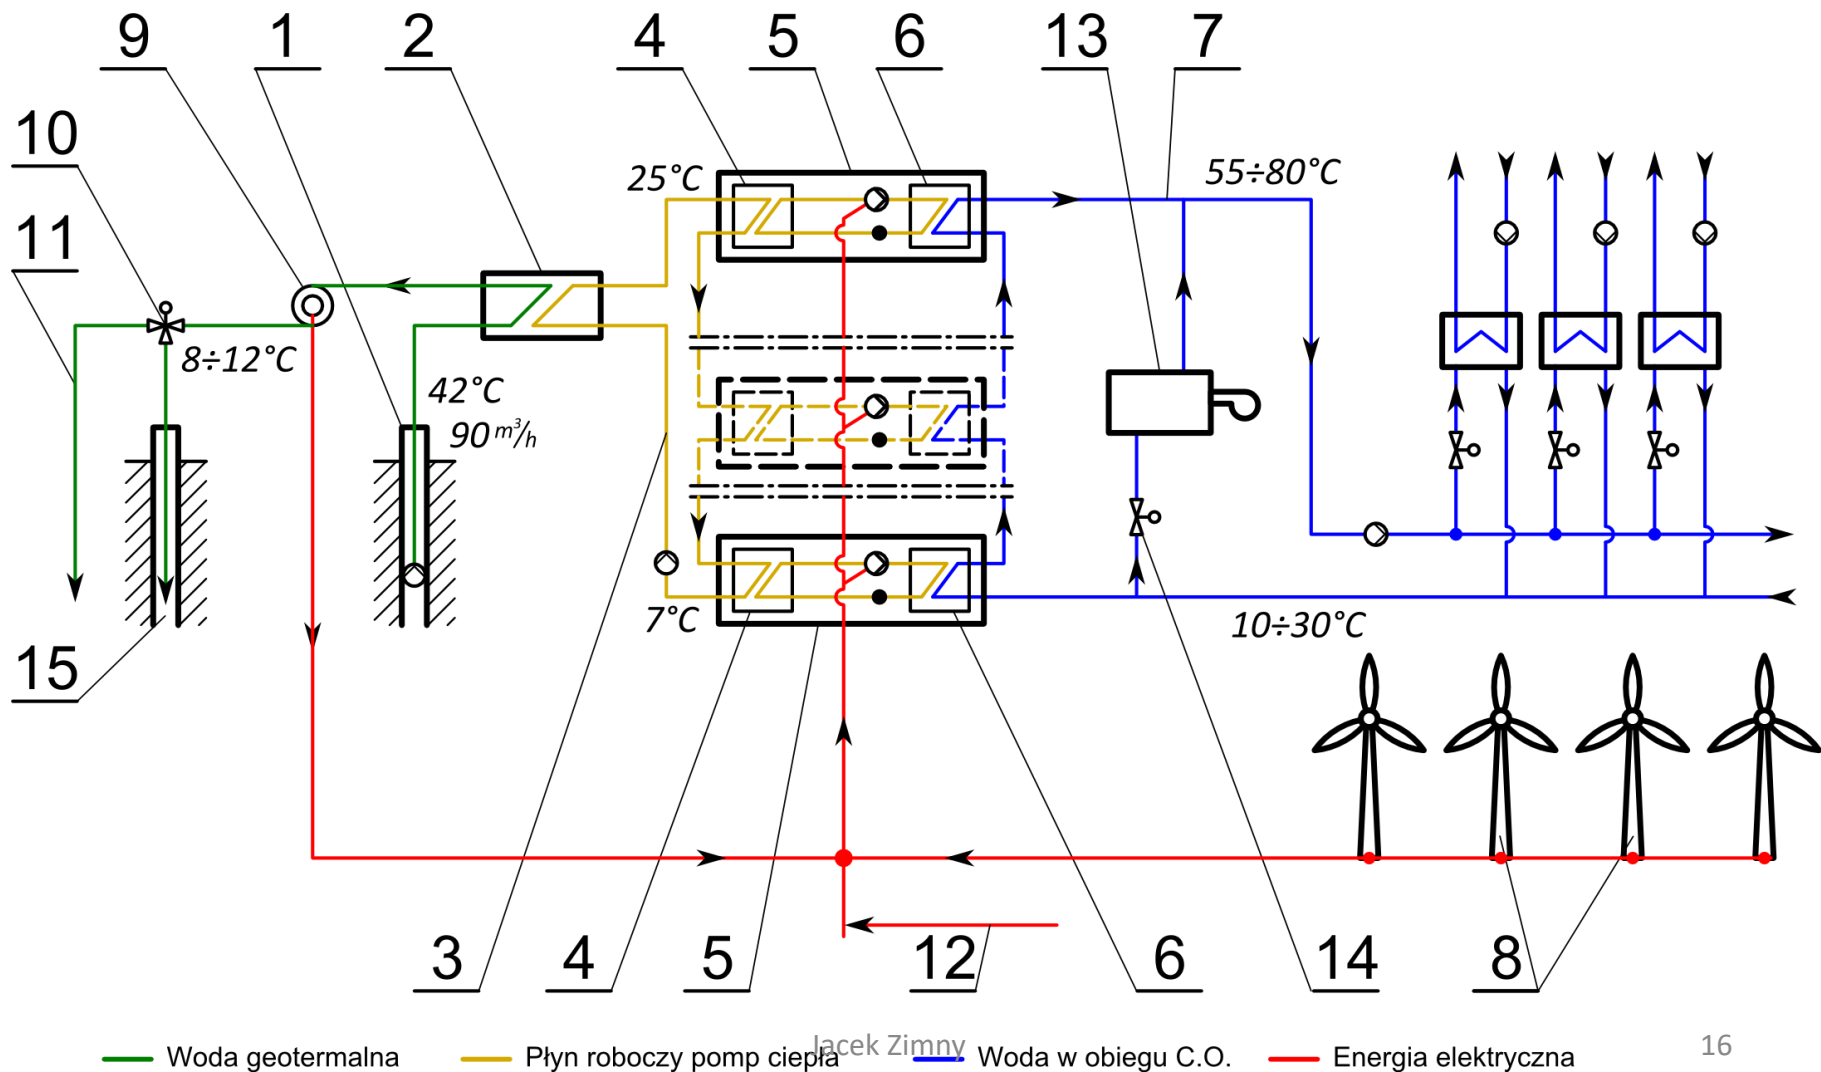 9 1 2 4 5 6 13 7
10
25°C 55÷80°C
11
8÷12°C
42°C
90 m³/h
7°C 10÷30°C
15
3 4 5 12 6 14 8
Woda geotermalna Płyn roboczy pomp ciepła Woda w obiegu C.O. Energia elektryczna
Jacek Zimny 16